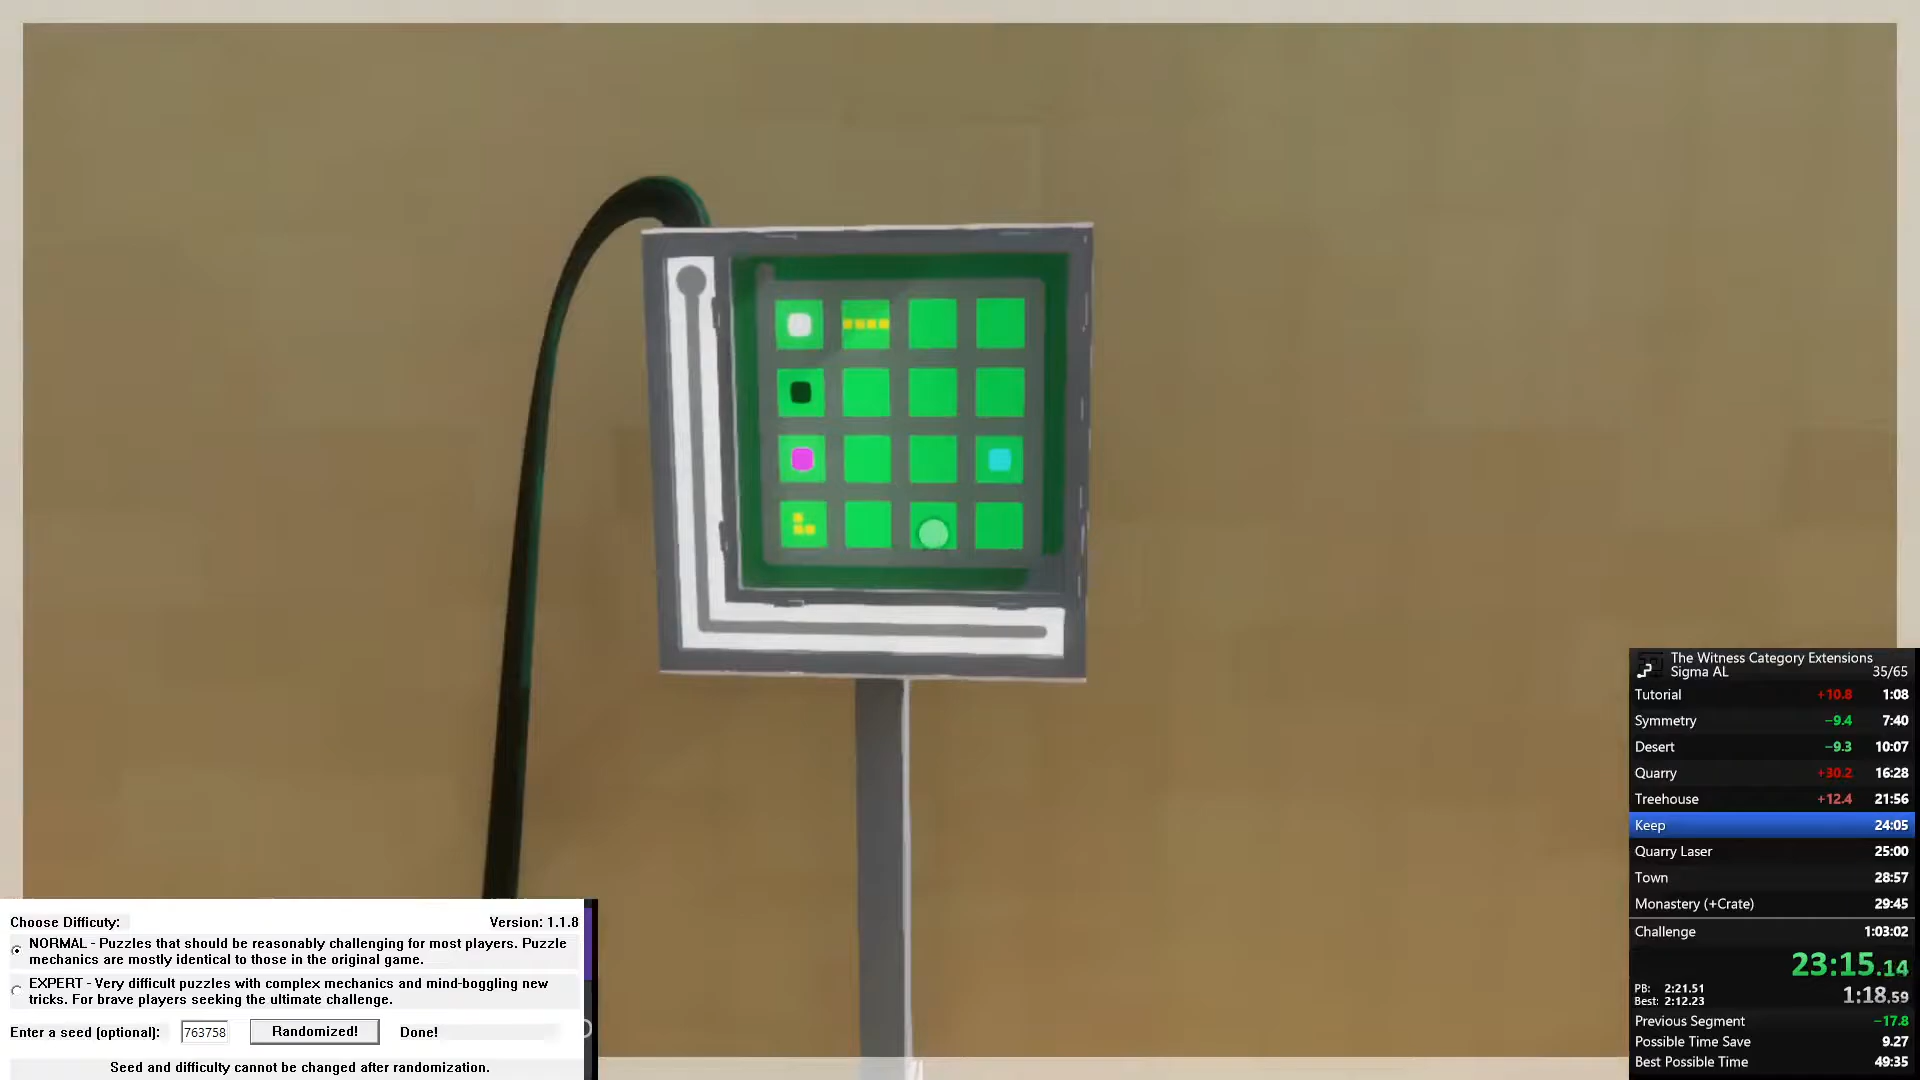 The Witness Category Extensions
Sigma AL 35/65
Tutorial +10.8 1:08
Symmetry −9.4 7:40
Desert −9.3 10:07
Quarry +30.2 16:28
Treehouse +12.4 21:56
Keep 24:05
Quarry Laser 25:00
Town 28:57
Monastery (+Crate) 29:45
Challenge 1:03:02
23:15.14
PB: 2:21.51
Best: 2:12.23
1:18.59
Previous Segment −17.8
Possible Time Save 9.27
Best Possible Time 49:35
Choose Difficuty: Version: 1.1.8
NORMAL - Puzzles that should be reasonably challenging for most players. Puzzle
mechanics are mostly identical to those in the original game.
EXPERT - Very difficult puzzles with complex mechanics and mind-boggling new
tricks. For brave players seeking the ultimate challenge.
Enter a seed (optional): 763758 Randomized! Done!
Seed and difficulty cannot be changed after randomization.